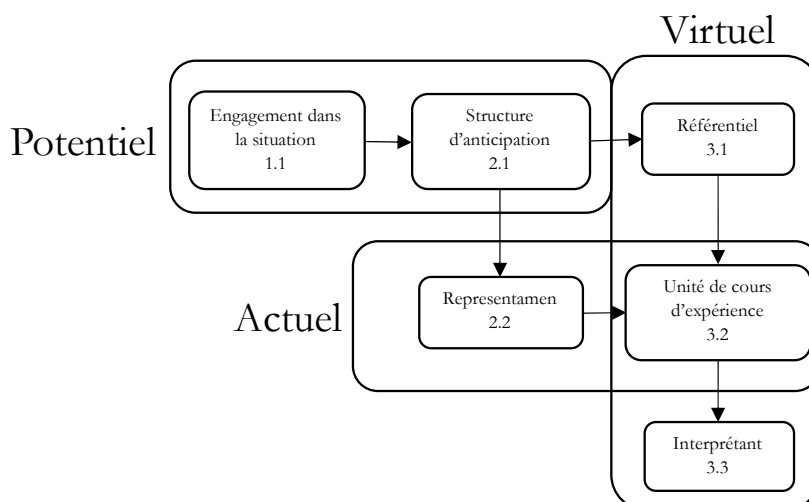 Virtuel
Potentiel
Engagement dans
la situation
1.1
Structure
d’anticipation
2.1
Référentiel
3.1
Actuel
Representamen
2.2
Unité de cours
d’expérience
3.2
Interprétant
3.3